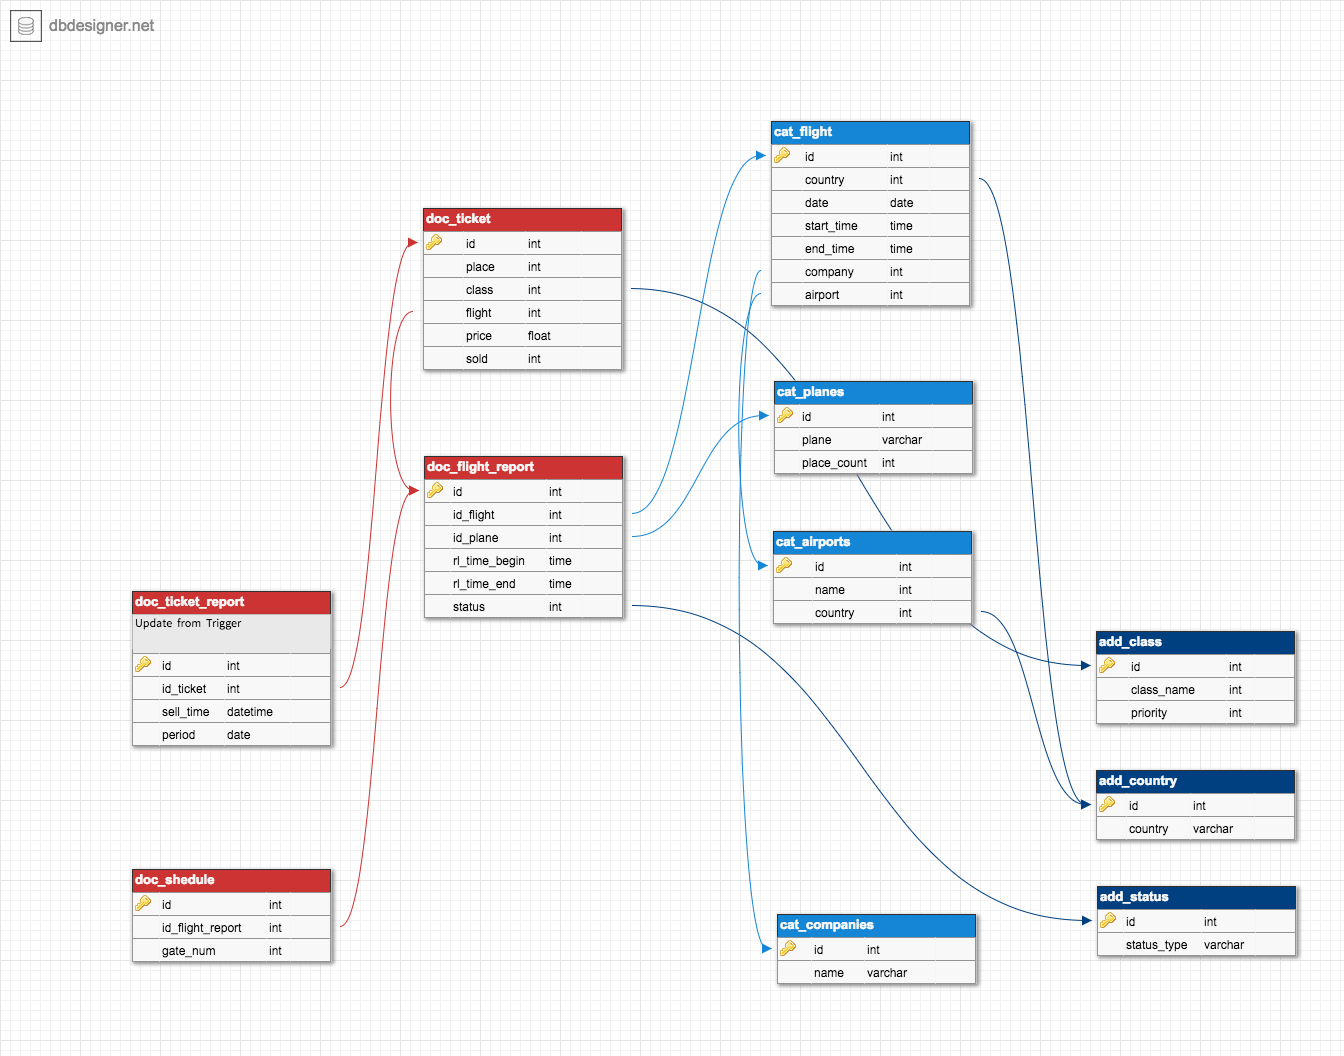 dbdesigner.net
cat_flight
id int
country int
date date
start_time time
end_time time
company int
airport int
doc_ticket
id int
place int
class int
flight int
price float
sold int
cat_planes
id int
plane varchar
place_count int
doc_flight_report
id int
id_flight int
id_plane int
rl_time_begin time
rl_time_end time
status int
cat_airports
id int
name int
country int
doc_ticket_report
Update from Trigger
id int
id_ticket int
sell_time datetime
period date
add_class
id int
class_name int
priority int
add_country
id int
country varchar
doc_shedule
id int
id_flight_report int
gate_num int
add_status
id int
status_type varchar
cat_companies
id int
name varchar